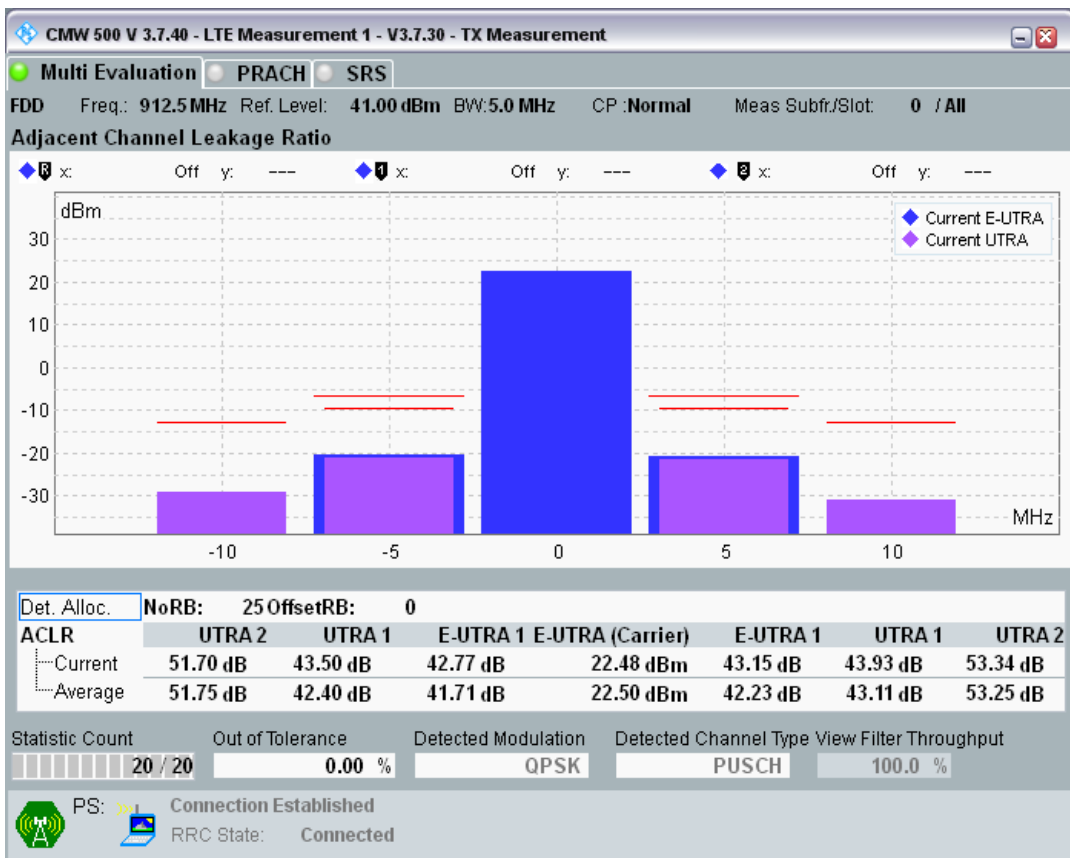 CMW 500 V 3.7.40 - LTE Measurement 1 - V3.7.30 - TX Measurement
Multi Evaluation PRACH SRS
FDD Freq.: 912.5 MHz Ref. Level: 41.00 dBm BW:5.0 MHz CP :Normal Meas Subfr./Slot: 0 / All
Adjacent Channel Leakage Ratio
R x: Off y: --- 1 x: Off y: --- 2 x: Off y: ---
dBm
Current E-UTRA
Current UTRA
30
20
10
0
-10
-20
-30
MHz
-10 -5 0 5 10
Det. Alloc. NoRB: 25 OffsetRB: 0
ACLR UTRA 2 UTRA 1 E-UTRA 1 E-UTRA (Carrier) E-UTRA 1 UTRA 1 UTRA 2
Current 51.70 dB 43.50 dB 42.77 dB 22.48 dBm 43.15 dB 43.93 dB 53.34 dB
Average 51.75 dB 42.40 dB 41.71 dB 22.50 dBm 42.23 dB 43.11 dB 53.25 dB
Statistic Count Out of Tolerance Detected Modulation Detected Channel Type View Filter Throughput
20 / 20 0.00 % QPSK PUSCH 100.0 %
PS: Connection Established
RRC State: Connected